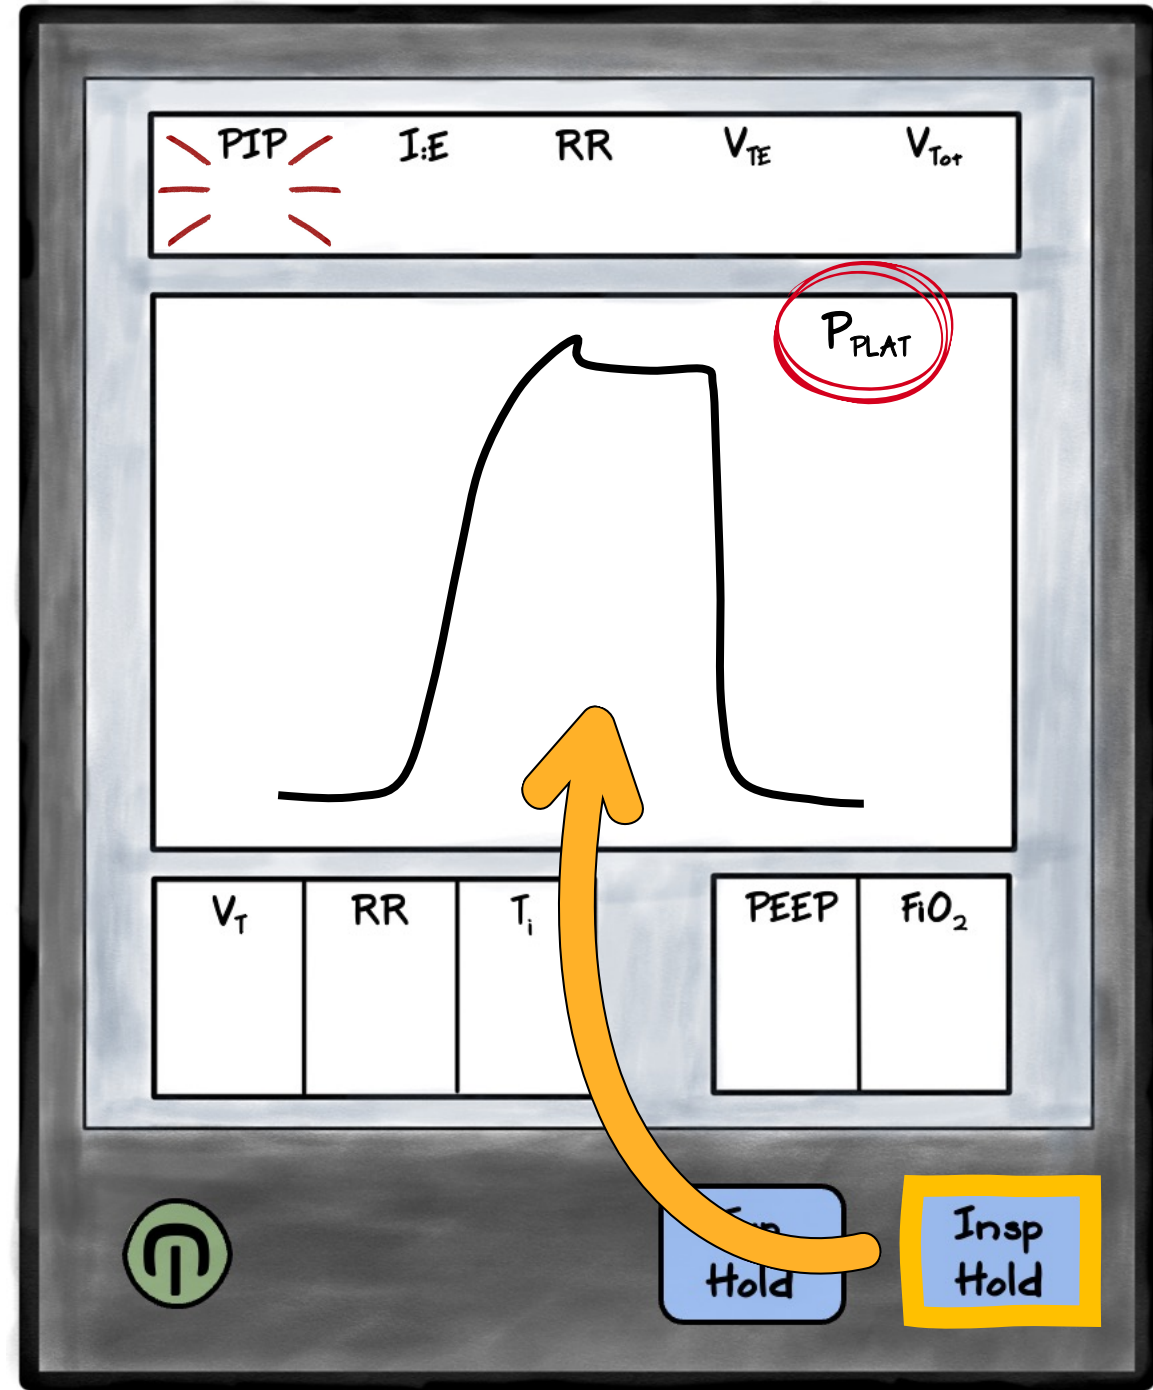 PIP I:E RR VTE VTot
PPLAT
VT RR Ti PEEP FiO2
Insp
Hold
Hold